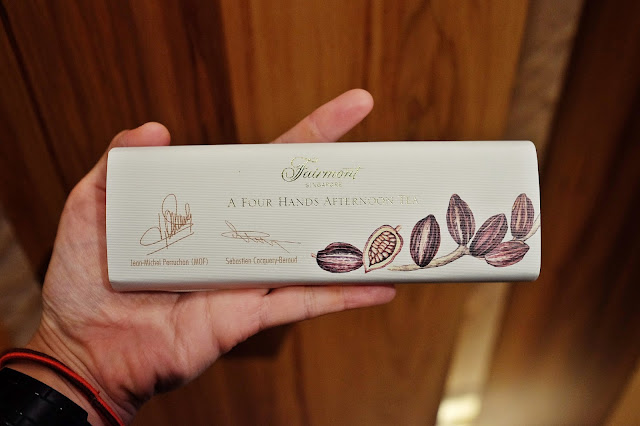 Fairmont
SINGAPORE
A FOUR HANDS AFTERNOON TEA
Jean-Michel Perruchon (MOF)
Sebastien Cocquery-Beraud